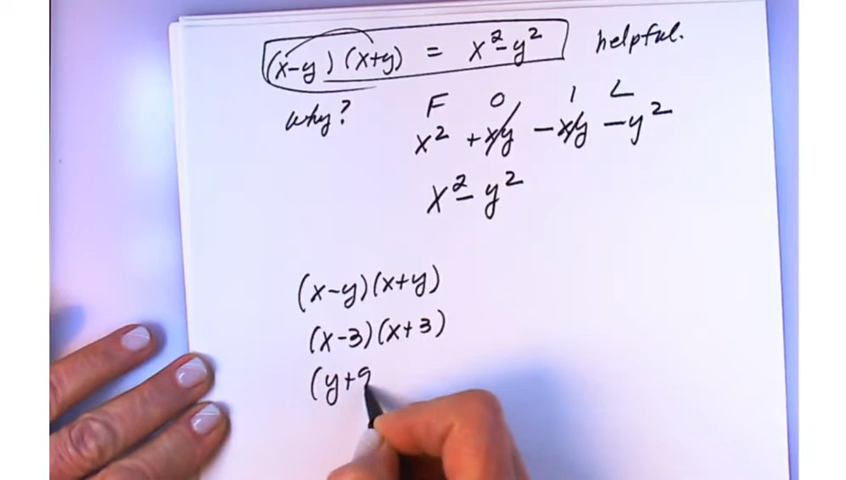 (x-y)(x+y) = x²-y² helpful.
why? F O I L
x² +xy -xy -y²
x²-y²
(x-y)(x+y)
(x-3)(x+3)
(y+9